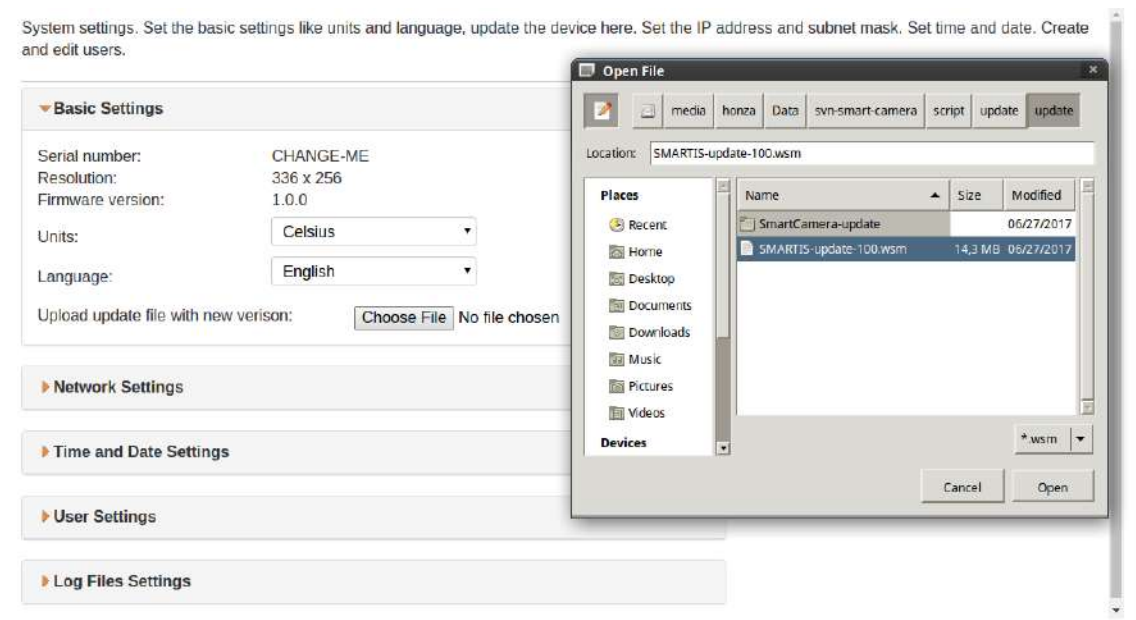 System settings. Set the basic settings like units and language, update the device here. Set the IP address and subnet mask. Set time and date. Create
and edit users.
Basic Settings
Serial number: CHANGE-ME
Resolution: 336 x 256
Firmware version: 1.0.0
Units: Celsius
Language: English
Upload update file with new verison: Choose File No file chosen
Network Settings
Time and Date Settings
User Settings
Log Files Settings
Open File
media honza Data svn-smart-camera script update update
Location: SMARTIS-update-100.wsm
Places
Recent
Home
Desktop
Documents
Downloads
Music
Pictures
Videos
Devices
Name Size Modified
SmartCamera-update 06/27/2017
SMARTIS-update-100.wsm 14,3 MB 06/27/2017
*.wsm
Cancel Open